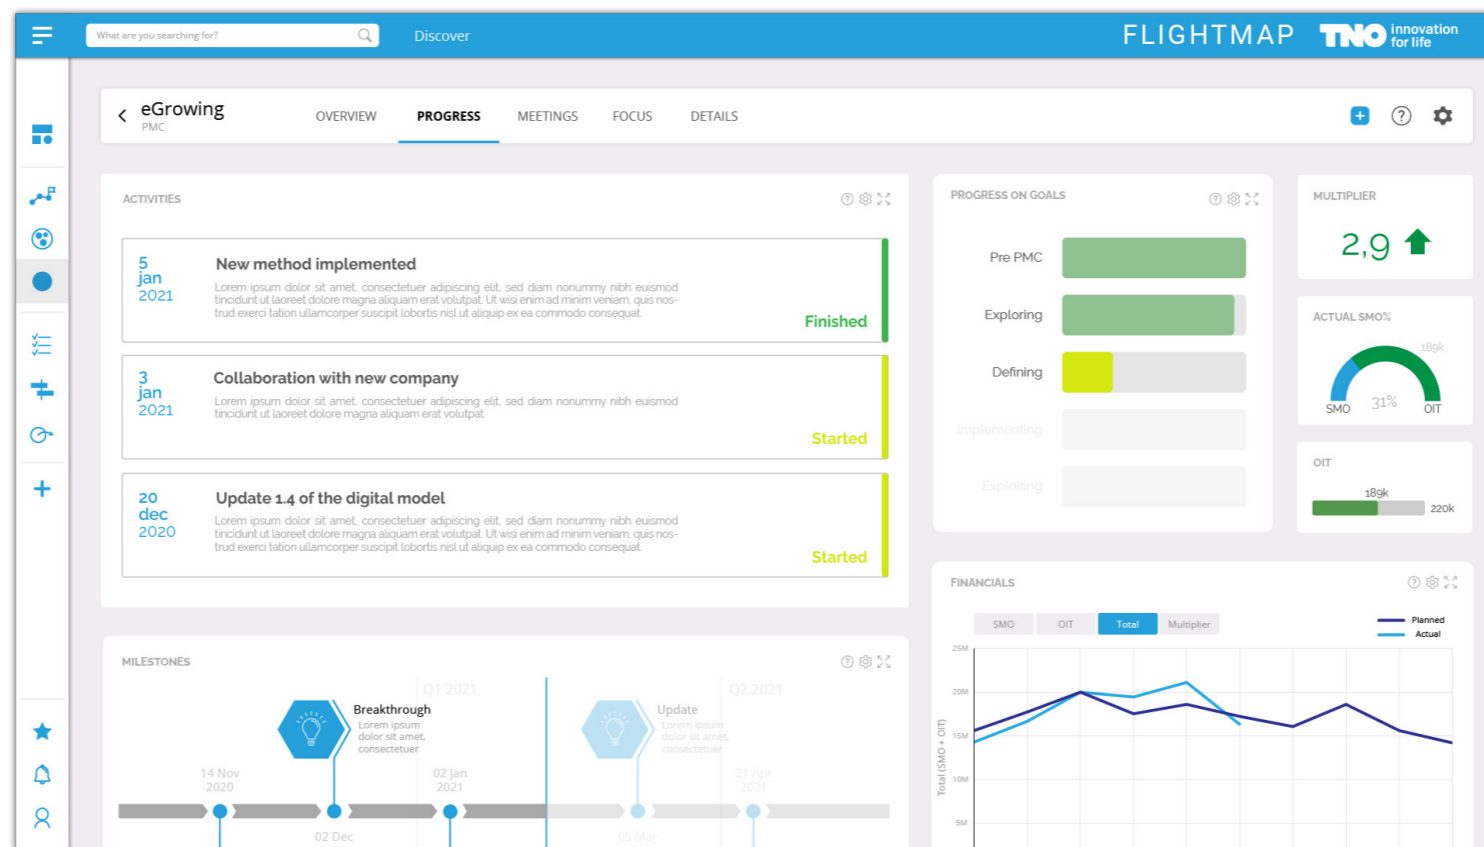 What are you searching for?
Discover
FLIGHTMAP
TNO innovation
for life
eGrowing
PMC
OVERVIEW
PROGRESS
MEETINGS
FOCUS
DETAILS
ACTIVITIES
5
jan
2021
New method implemented
Lorem ipsum dolor sit amet, consectetuer adipiscing elit, sed diam nonummy nibh euismod
tincidunt ut laoreet dolore magna aliquam erat volutpat. Ut wisi enim ad minim veniam, quis nos-
trud exerci tation ullamcorper suscipit lobortis nisl ut aliquip ex ea commodo consequat.
Finished
3
jan
2021
Collaboration with new company
Lorem ipsum dolor sit amet, consectetuer adipiscing elit, sed diam nonummy nibh euismod
tincidunt ut laoreet dolore magna aliquam erat volutpat.
Started
20
dec
2020
Update 1.4 of the digital model
Lorem ipsum dolor sit amet, consectetuer adipiscing elit, sed diam nonummy nibh euismod
tincidunt ut laoreet dolore magna aliquam erat volutpat. Ut wisi enim ad minim veniam, quis nos-
trud exerci tation ullamcorper suscipit lobortis nisl ut aliquip ex ea commodo consequat.
Started
PROGRESS ON GOALS
Pre PMC
Exploring
Defining
Implementing
Exploiting
MULTIPLIER
2,9
ACTUAL SMO%
189k
SMO
31%
OIT
OIT
189k
220k
MILESTONES
Q1 2021
Q2 2021
Breakthrough
Lorem ipsum
dolor sit amet,
consectetuer
Update
Lorem ipsum
dolor sit amet,
consectetuer
14 Nov
2020
02 Jan
2021
21 Apr
2021
02 Dec
05 Mar
FINANCIALS
SMO
OIT
Total
Multiplier
Planned
Actual
25M
20M
15M
10M
5M
Total (SMO + OIT)